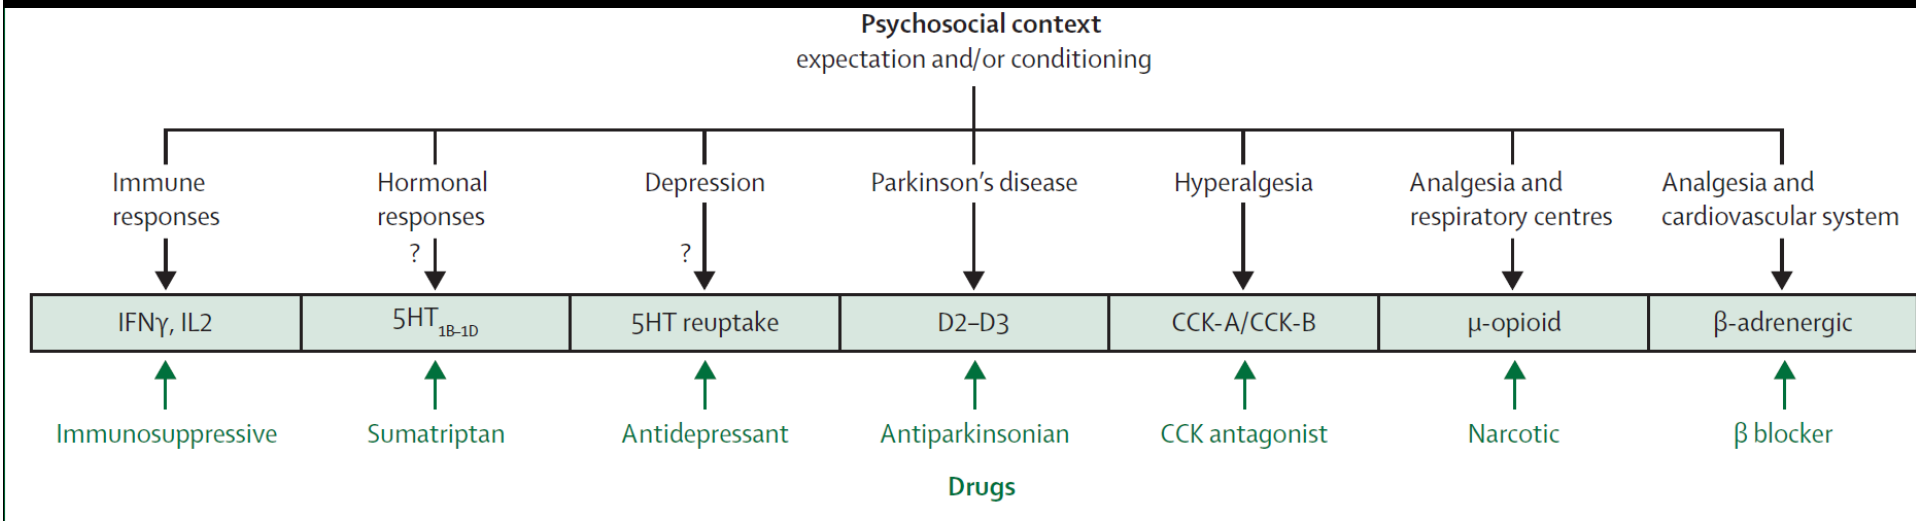 Psychosocial context
expectation and/or conditioning
Immune
responses
Hormonal
responses
?
Depression
?
Parkinson's disease
Hyperalgesia
Analgesia and
respiratory centres
Analgesia and
cardiovascular system
IFNγ, IL2
5HT1B–1D
5HT reuptake
D2–D3
CCK-A/CCK-B
μ-opioid
β-adrenergic
Immunosuppressive
Sumatriptan
Antidepressant
Antiparkinsonian
CCK antagonist
Narcotic
β blocker
Drugs